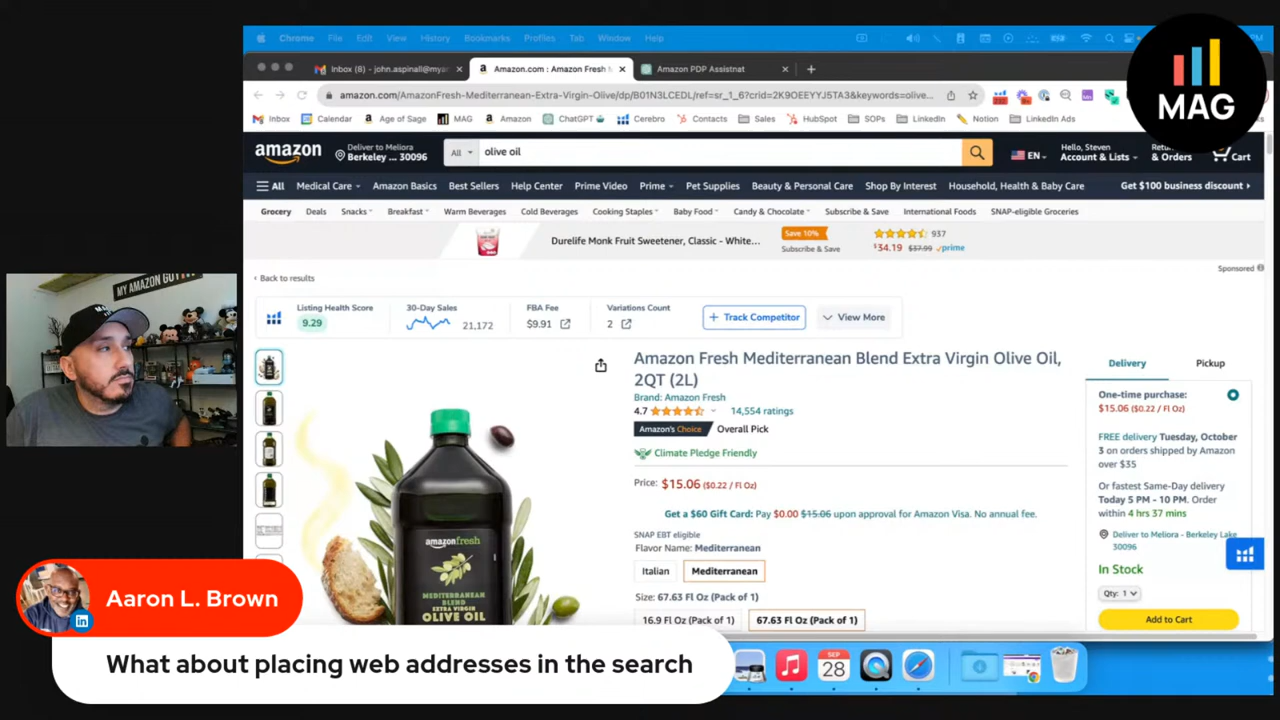 Chrome File Edit View History Bookmarks Profiles Tab Window Help
Inbox (8) - john.aspinall@myar
Amazon.com : Amazon Fresh
Amazon PDP Assistnat
amazon.com/AmazonFresh-Mediterranean-Extra-Virgin-Olive/dp/B01N3LCEDL/ref=sr_1_6?crid=2K9OEEYYJ5TA3&keywords=olive...
Inbox Calendar Age of Sage MAG Amazon ChatGPT Cerebro Contacts Sales HubSpot SOPs LinkedIn Notion LinkedIn Ads
MAG
amazon
Deliver to Meliora
Berkeley ... 30096
All
olive oil
EN
Hello, Steven
Account & Lists
Retu
& Orders
Cart
All Medical Care Amazon Basics Best Sellers Help Center Prime Video Prime Pet Supplies Beauty & Personal Care Shop By Interest Household, Health & Baby Care Get $100 business discount
Grocery Deals Snacks Breakfast Warm Beverages Cold Beverages Cooking Staples Baby Food Candy & Chocolate Subscribe & Save International Foods SNAP-eligible Groceries
Durelife Monk Fruit Sweetener, Classic - White...
Save 10%
Subscribe & Save
937
$34.19 $37.99 prime
Sponsored
‹ Back to results
Listing Health Score
9.29
30-Day Sales
21,172
FBA Fee
$9.91
Variations Count
2
+ Track Competitor
View More
MY AMAZON GUY
Amazon Fresh Mediterranean Blend Extra Virgin Olive Oil,
2QT (2L)
Brand: Amazon Fresh
4.7 14,554 ratings
Amazon's Choice Overall Pick
Climate Pledge Friendly
Price: $15.06 ($0.22 / Fl Oz)
Get a $60 Gift Card: Pay $0.00 $15.06 upon approval for Amazon Visa. No annual fee.
SNAP EBT eligible
Flavor Name: Mediterranean
Italian Mediterranean
Size: 67.63 Fl Oz (Pack of 1)
16.9 Fl Oz (Pack of 1) 67.63 Fl Oz (Pack of 1)
amazonfresh
MEDITERRANEAN
BLEND
EXTRA VIRGIN
OLIVE OIL
Delivery Pickup
One-time purchase:
$15.06 ($0.22 / Fl Oz)
FREE delivery Tuesday, October
3 on orders shipped by Amazon
over $35
Or fastest Same-Day delivery
Today 5 PM - 10 PM. Order
within 4 hrs 37 mins
Deliver to Meliora - Berkeley Lake
30096
In Stock
Qty: 1
Add to Cart
SEP
28
in
Aaron L. Brown
What about placing web addresses in the search